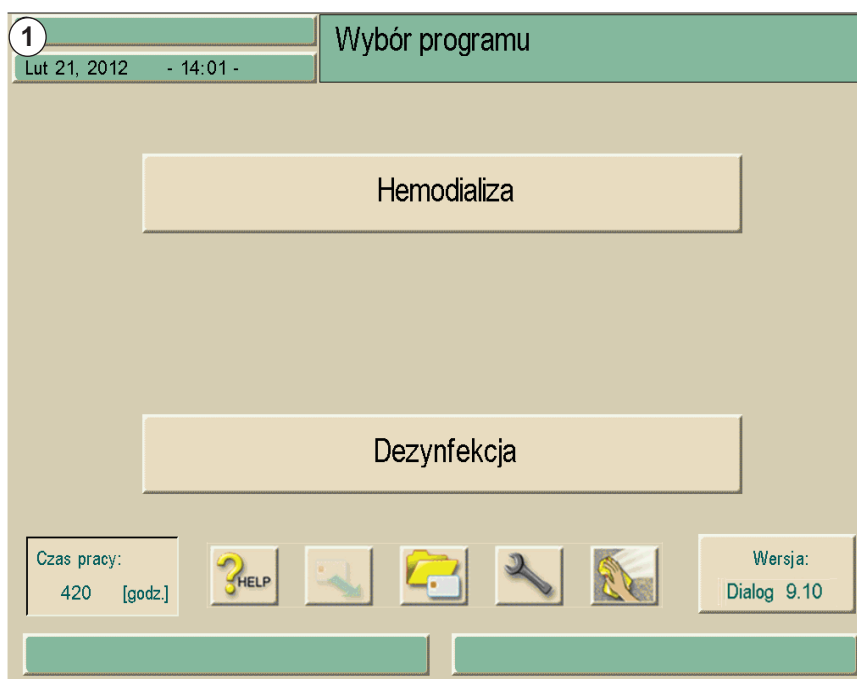 1
Wybór programu
Lut 21, 2012 - 14:01 -
Hemodializa
Dezynfekcja
Czas pracy:
420 [godz.]
?HELP
Wersja:
Dialog 9.10